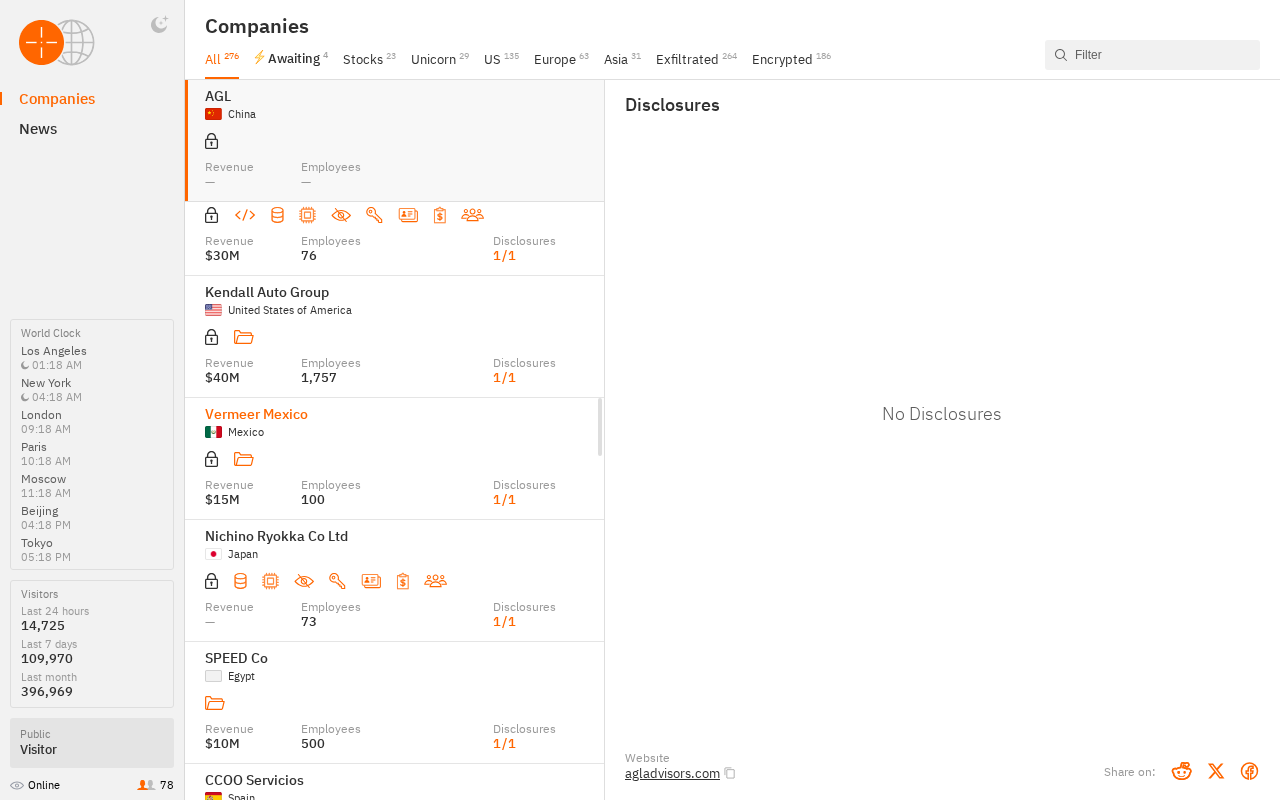 Companies
All 276
Awaiting 4
Stocks 23
Unicorn 29
US 135
Europe 63
Asia 31
Exfiltrated 264
Encrypted 186
Filter
Companies
News
World Clock
Los Angeles
01:18 AM
New York
04:18 AM
London
09:18 AM
Paris
10:18 AM
Moscow
11:18 AM
Beijing
04:18 PM
Tokyo
05:18 PM
Visitors
Last 24 hours
14,725
Last 7 days
109,970
Last month
396,969
Public
Visitor
Online
78
AGL
China
Revenue Employees
— —
Revenue Employees Disclosures
$30M 76 1/1
Kendall Auto Group
United States of America
Revenue Employees Disclosures
$40M 1,757 1/1
Vermeer Mexico
Mexico
Revenue Employees Disclosures
$15M 100 1/1
Nichino Ryokka Co Ltd
Japan
Revenue Employees Disclosures
— 73 1/1
SPEED Co
Egypt
Revenue Employees Disclosures
$10M 500 1/1
CCOO Servicios
Spain
Disclosures
No Disclosures
Website
agladvisors.com
Share on: